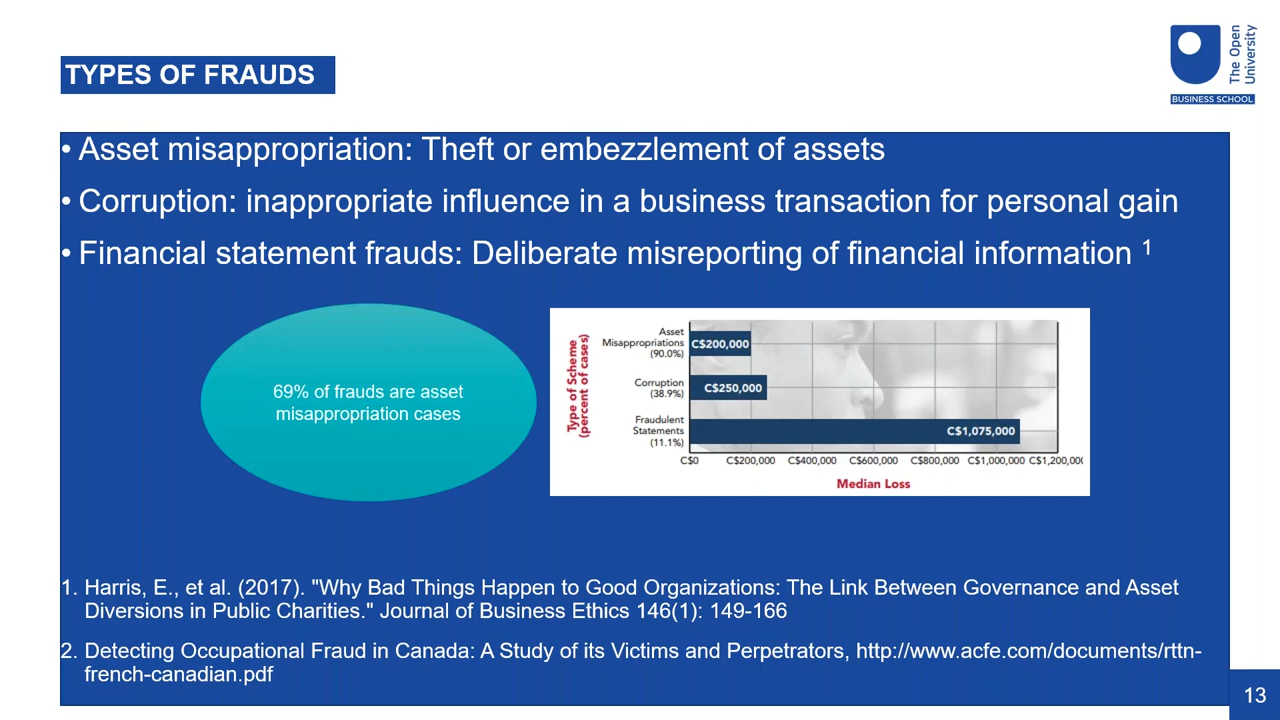 TYPES OF FRAUDS
The Open
University
BUSINESS SCHOOL
• Asset misappropriation: Theft or embezzlement of assets
• Corruption: inappropriate influence in a business transaction for personal gain
• Financial statement frauds: Deliberate misreporting of financial information 1
69% of frauds are asset
misappropriation cases
Type of Scheme
(percent of cases)
Asset
Misappropriations
(90.0%)
C$200,000
Corruption
(38.9%)
C$250,000
Fraudulent
Statements
(11.1%)
C$1,075,000
C$0 C$200,000 C$400,000 C$600,000 C$800,000 C$1,000,000 C$1,200,000
Median Loss
1. Harris, E., et al. (2017). "Why Bad Things Happen to Good Organizations: The Link Between Governance and Asset
Diversions in Public Charities." Journal of Business Ethics 146(1): 149-166
2. Detecting Occupational Fraud in Canada: A Study of its Victims and Perpetrators, http://www.acfe.com/documents/rttn-
french-canadian.pdf
13